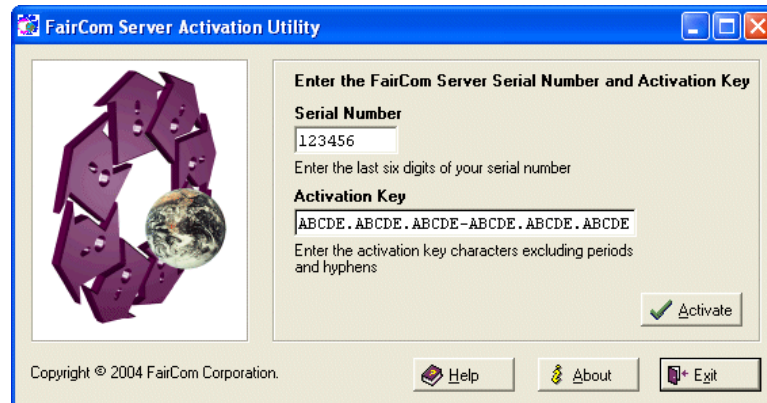 FairCom Server Activation Utility
Enter the FairCom Server Serial Number and Activation Key
Serial Number
123456
Enter the last six digits of your serial number
Activation Key
ABCDE.ABCDE.ABCDE-ABCDE.ABCDE.ABCDE
Enter the activation key characters excluding periods
and hyphens
Activate
Copyright © 2004 FairCom Corporation.
Help
About
Exit